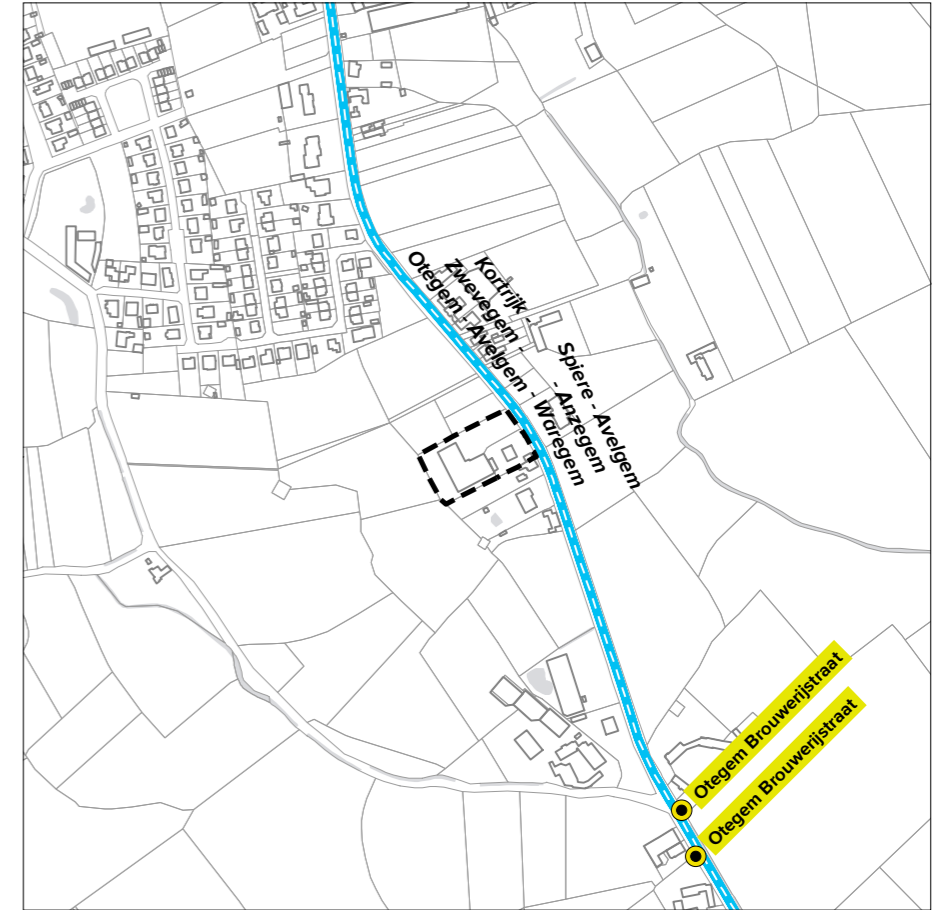 Kortrijk -
Zwevegem -
Otegem - Avelgem - Waregem
Spiere - Avelgem
- Anzegem
Otegem Brouwerijstraat
Otegem Brouwerijstraat